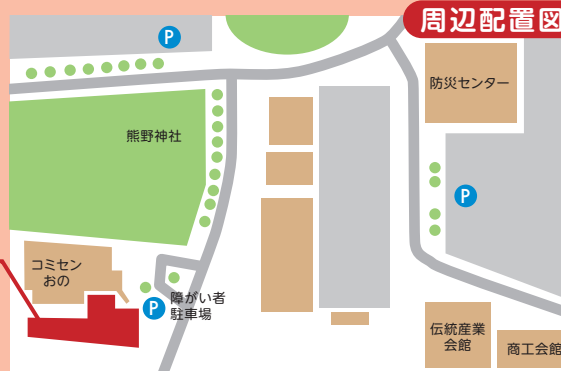 周辺配置図
P
防災センター
熊野神社
P
コミセン
おの
P
障がい者
駐車場
伝統産業
会館
商工会館